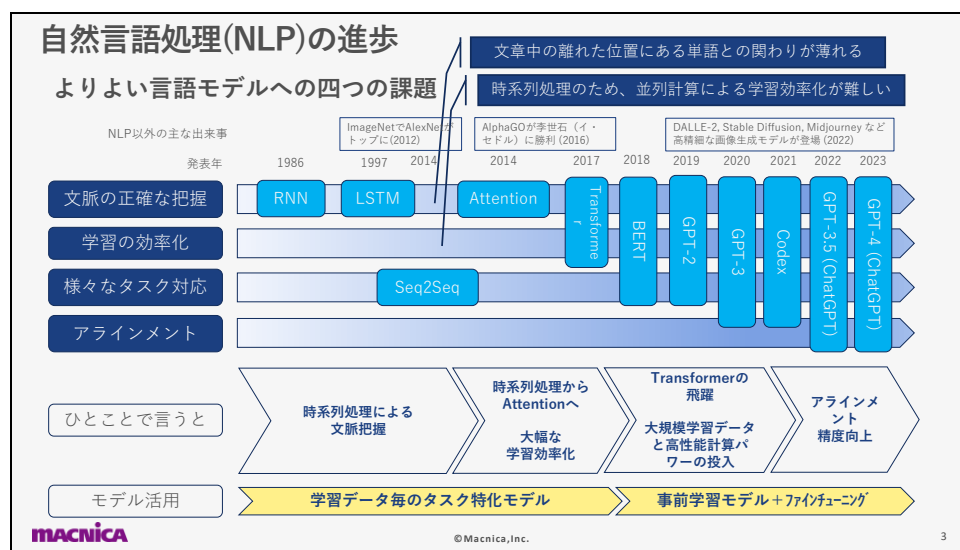 自然言語処理(NLP)の進歩
よりよい言語モデルへの四つの課題
文章中の離れた位置にある単語との関わりが薄れる
時系列処理のため、並列計算による学習効率化が難しい
NLP以外の主な出来事
ImageNetでAlexNetが
トップに(2012)
AlphaGOが李世石（イ・
セドル）に勝利 (2016)
DALLE-2, Stable Diffusion, Midjourney など
高精細な画像生成モデルが登場 (2022)
発表年
1986
1997
2014
2014
2017
2018
2019
2020
2021
2022
2023
文脈の正確な把握
RNN
LSTM
Attention
Transforme
r
BERT
GPT-2
GPT-3
Codex
GPT-3.5 (ChatGPT)
GPT-4 (ChatGPT)
学習の効率化
様々なタスク対応
Seq2Seq
アラインメント
ひとことで言うと
時系列処理による
文脈把握
時系列処理から
Attentionへ
大幅な
学習効率化
Transformerの
飛躍
大規模学習データ
と高性能計算パ
ワーの投入
アラインメ
ント
精度向上
モデル活用
学習データ毎のタスク特化モデル
事前学習モデル＋ファインチューニング
MACNICA
©Macnica,Inc.
3